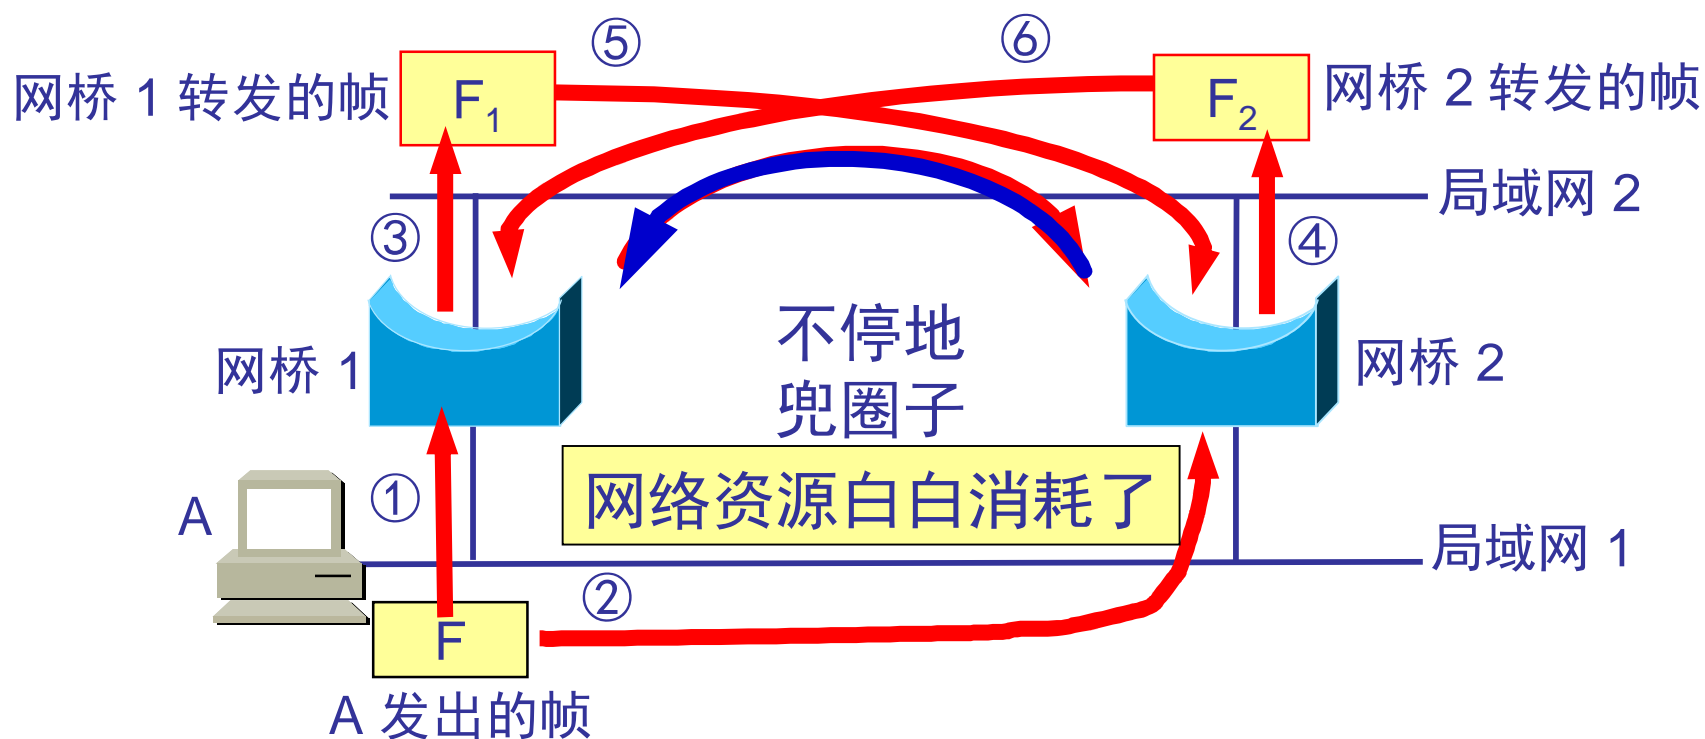 ⑤
⑥
网桥 1 转发的帧
F1
F2
网桥 2 转发的帧
局域网 2
③
④
不停地
兜圈子
网桥 1
网桥 2
网络资源白白消耗了
A
①
局域网 1
②
F
A 发出的帧